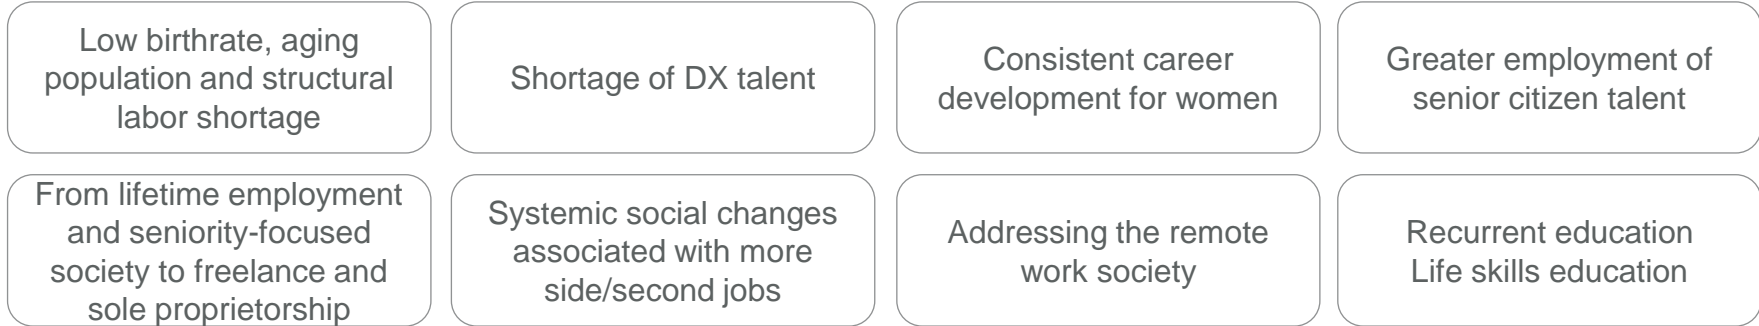 Low birthrate, aging
population and structural
labor shortage
Shortage of DX talent
Consistent career
development for women
Greater employment of
senior citizen talent
From lifetime employment
and seniority-focused
society to freelance and
sole proprietorship
Systemic social changes
associated with more
side/second jobs
Addressing the remote
work society
Recurrent education
Life skills education